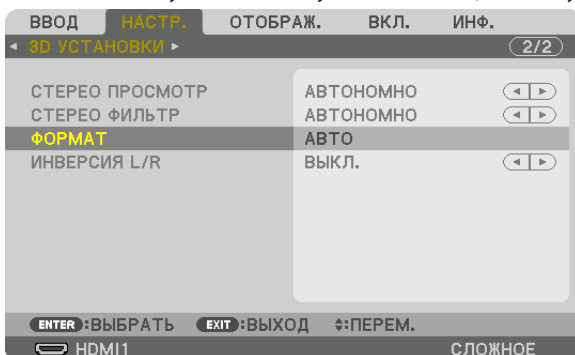 ВВОД НАСТР. ОТОБРАЖ. ВКЛ. ИНФ.
3D УСТАНОВКИ 2/2
СТЕРЕО ПРОСМОТР АВТОНОМНО
СТЕРЕО ФИЛЬТР АВТОНОМНО
ФОРМАТ АВТО
ИНВЕРСИЯ L/R ВЫКЛ.
ENTER :ВЫБРАТЬ EXIT :ВЫХОД :ПЕРЕМ.
HDMI1 СЛОЖНОЕ